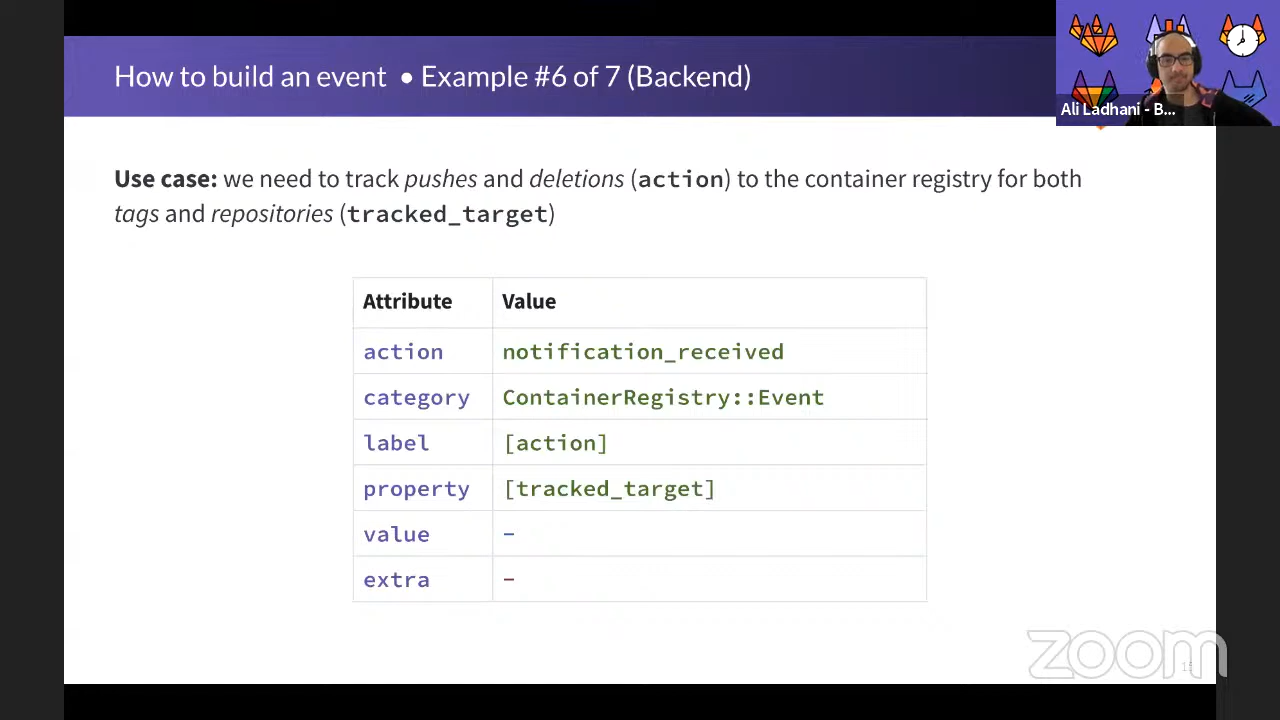 How to build an event • Example #6 of 7 (Backend)
Ali Ladhani - B...
Use case: we need to track pushes and deletions (action) to the container registry for both
tags and repositories (tracked_target)
Attribute Value
action notification_received
category ContainerRegistry::Event
label [action]
property [tracked_target]
value –
extra –
zoom